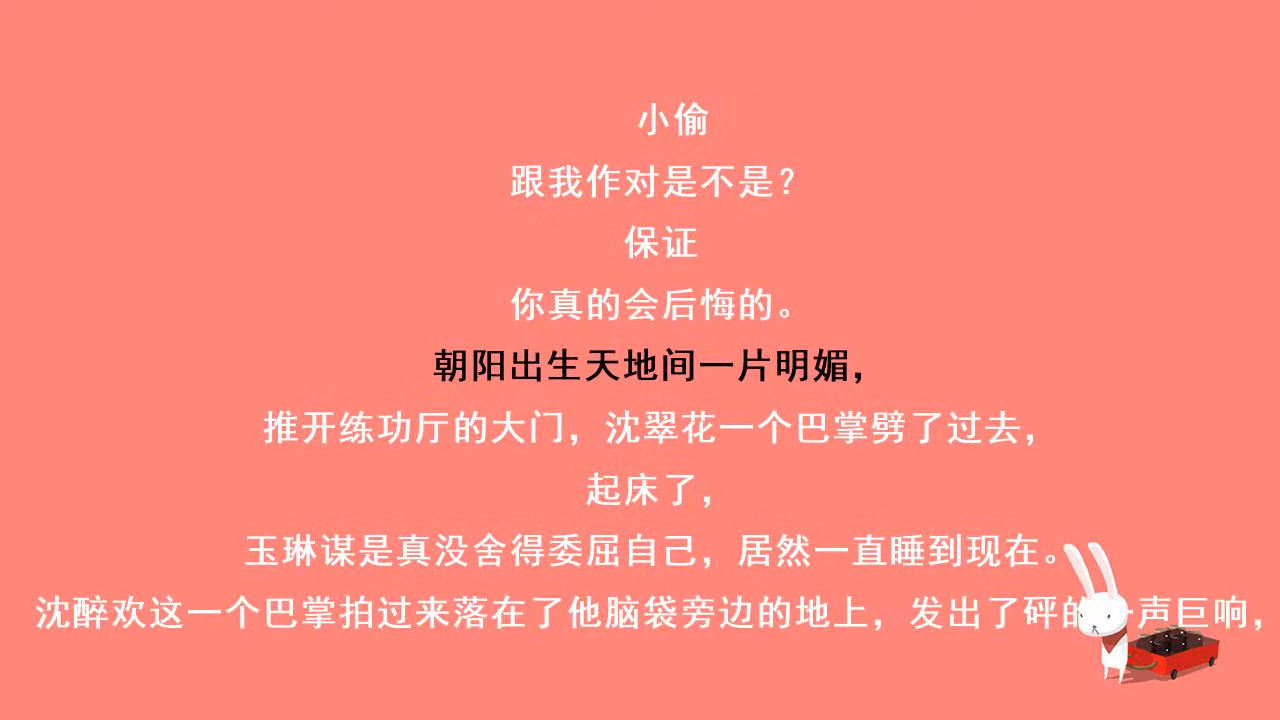 小偷
跟我作对是不是？
保证
你真的会后悔的。
朝阳出生天地间一片明媚，
推开练功厅的大门，沈翠花一个巴掌劈了过去，
起床了，
玉琳谋是真没舍得委屈自己，居然一直睡到现在。
沈醉欢这一个巴掌拍过来落在了他脑袋旁边的地上，发出了砰的一声巨响，